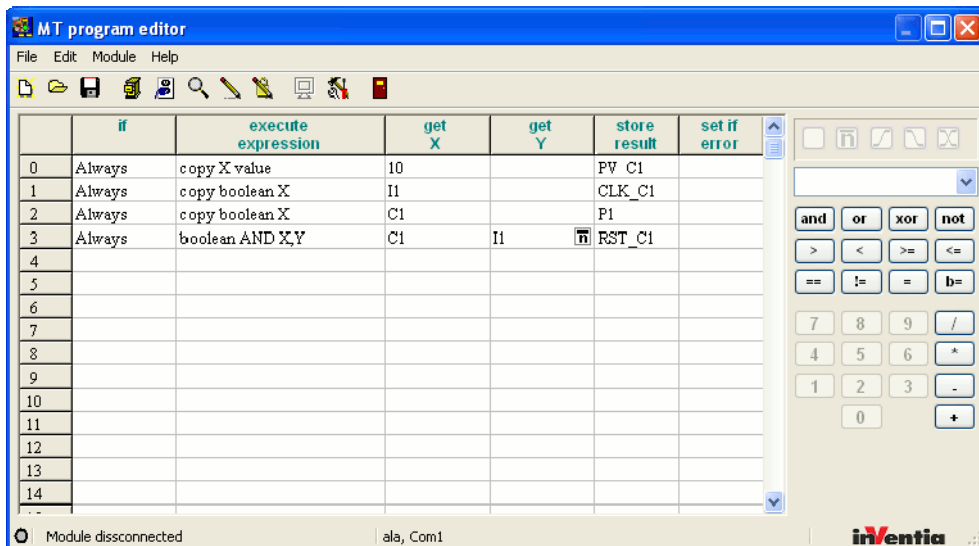 MT program editor
File Edit Module Help
if execute expression get X get Y store result set if error
0 Always copy X value 10 PV_C1
1 Always copy boolean X I1 CLK_C1
2 Always copy boolean X C1 P1
3 Always boolean AND X,Y C1 I1 n RST_C1
4
5
6
7
8
9
10
11
12
13
14
n
and or xor not
> < >= <=
== != = b=
7 8 9 /
4 5 6 *
1 2 3 -
0 +
Module dissconnected ala, Com1 inVentia